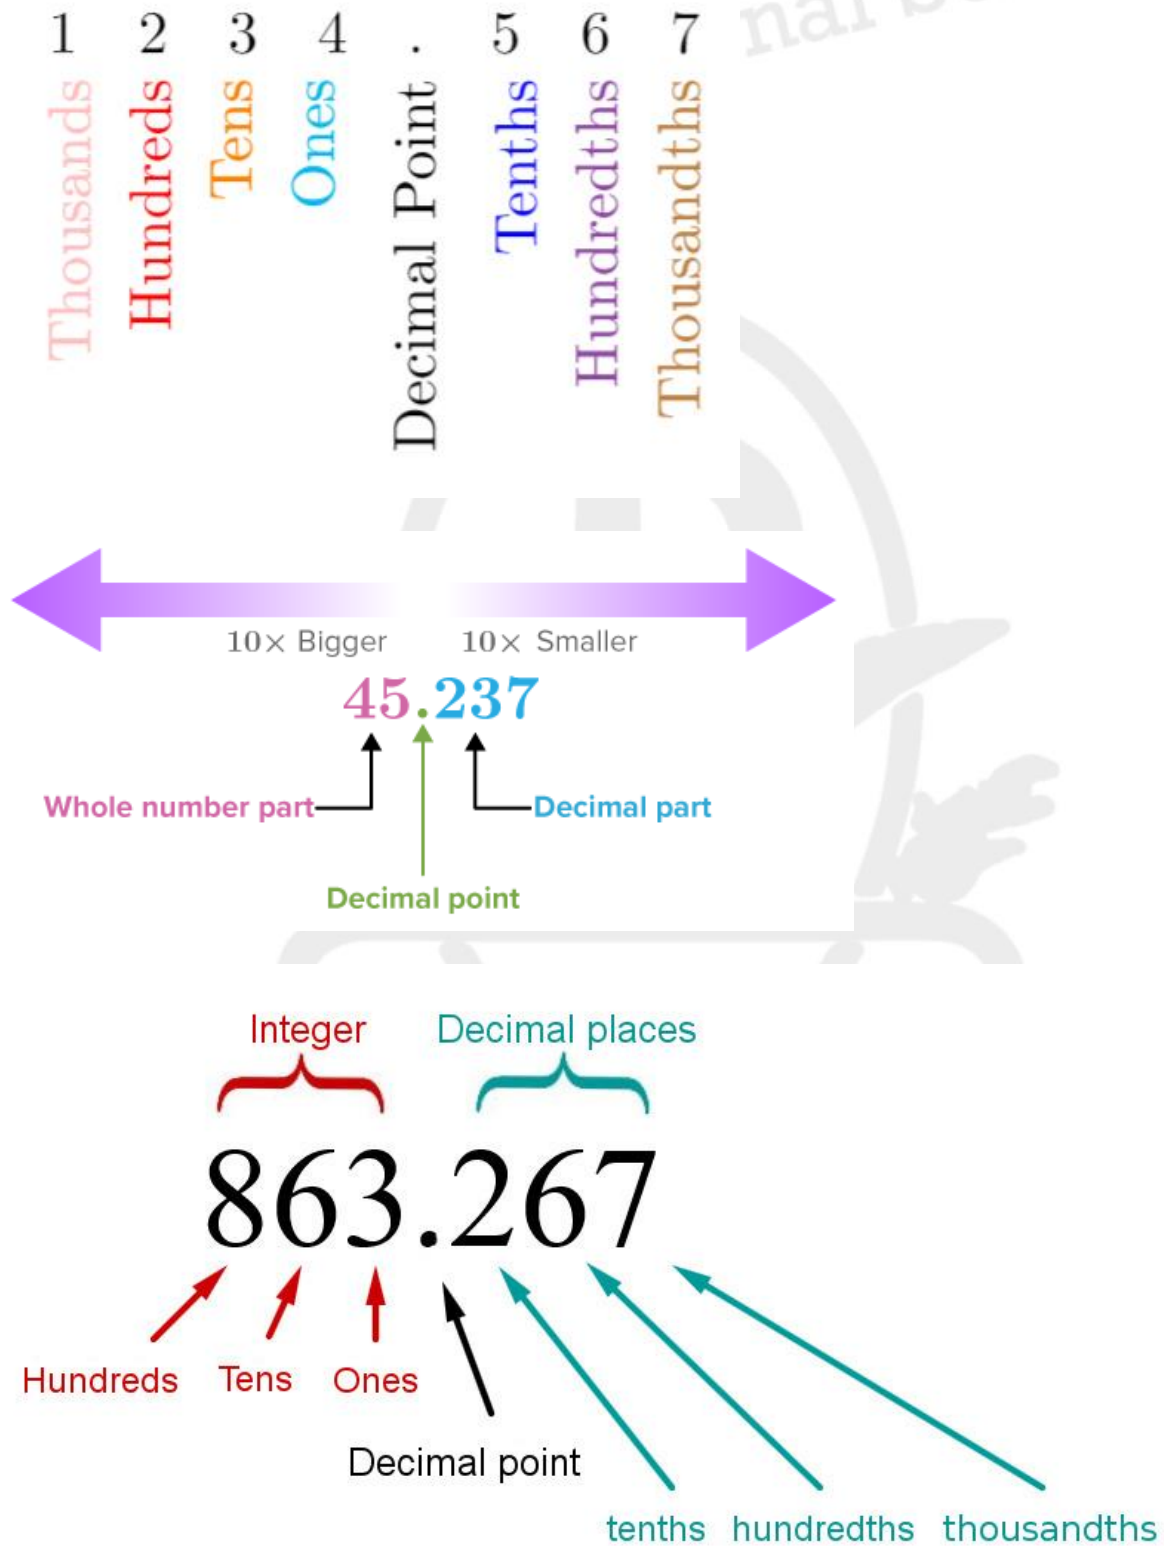 1 2 3 4 . 5 6 7
Thousands
Hundreds
Tens
Ones
Decimal Point
Tenths
Hundredths
Thousandths
10× Bigger 10× Smaller
45.237
Whole number part Decimal part
Decimal point
Integer Decimal places
863.267
Hundreds Tens Ones
Decimal point
tenths hundredths thousandths